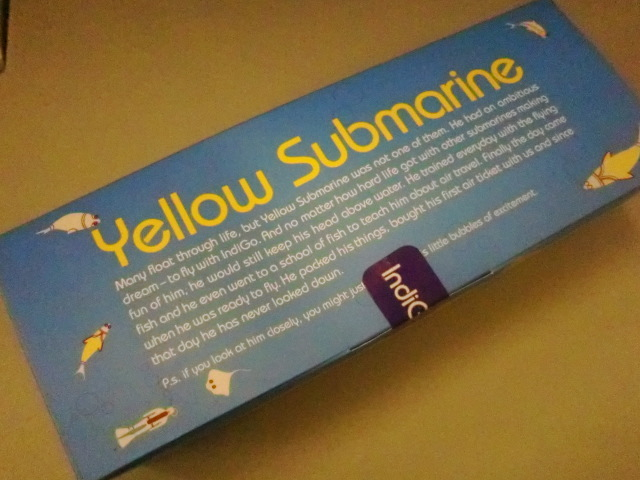 Yellow Submarine
Many float through life, but Yellow Submarine was not one of them. He had an ambitious
dream – to fly with IndiGo. And no matter how hard life got with other submarines making
fun of him, he would still keep his head above water. He trained everyday with the flying
fish and he even went to a school of fish to teach him about air travel. Finally the day came
when he was ready to fly. He packed his things, bought his first air ticket with us and since
that day he has never looked down.
P.s. if you look at him closely, you might just little bubbles of excitement.
IndiG